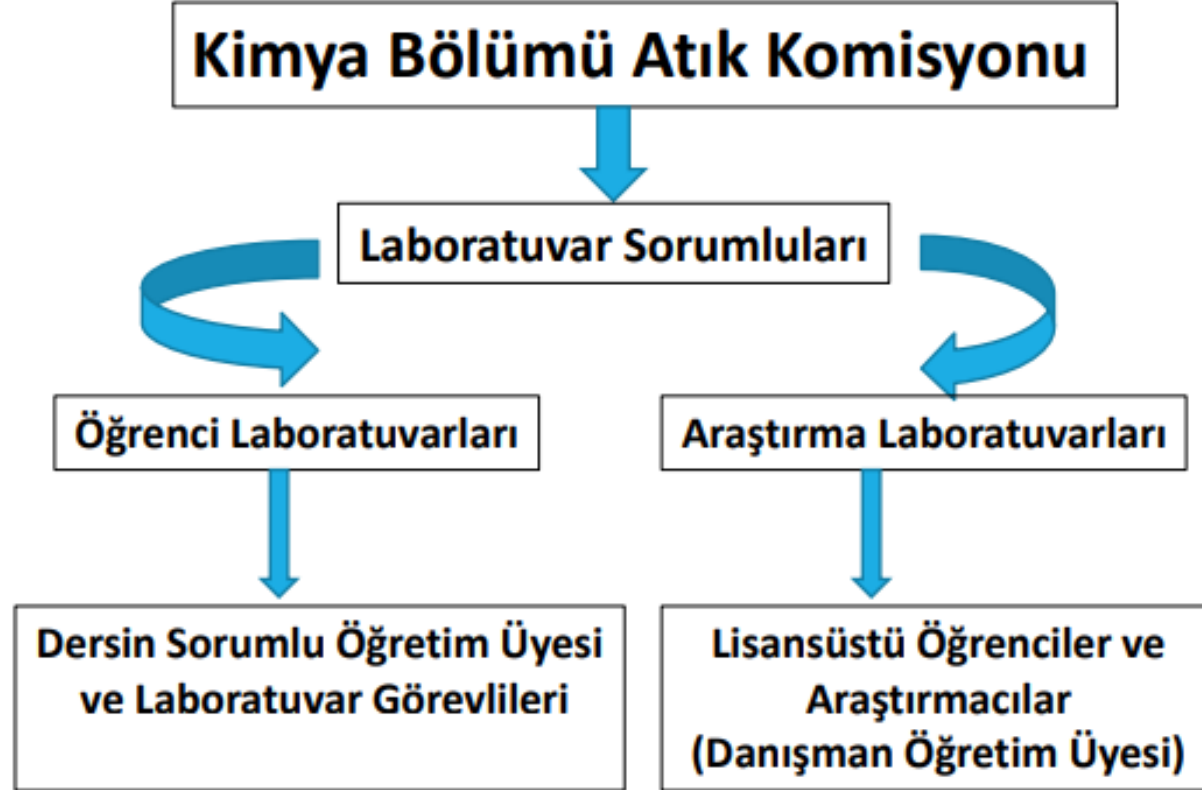 Kimya Bölümü Atık Komisyonu
Laboratuvar Sorumluları
Öğrenci Laboratuvarları
Araştırma Laboratuvarları
Dersin Sorumlu Öğretim Üyesi
ve Laboratuvar Görevlileri
Lisansüstü Öğrenciler ve
Araştırmacılar
(Danışman Öğretim Üyesi)